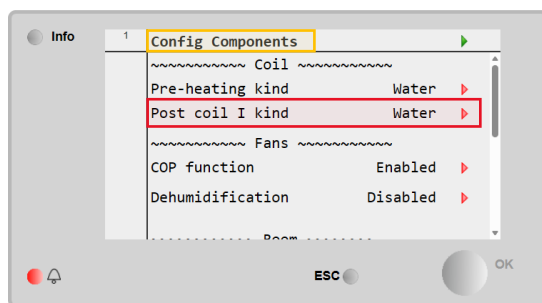 Info
1 Config Components
~~~~~~~~~~~ Coil ~~~~~~~~~~~
Pre-heating kind Water
Post coil I kind Water
~~~~~~~~~~~ Fans ~~~~~~~~~~~
COP function Enabled
Dehumidification Disabled
Room
ESC
OK